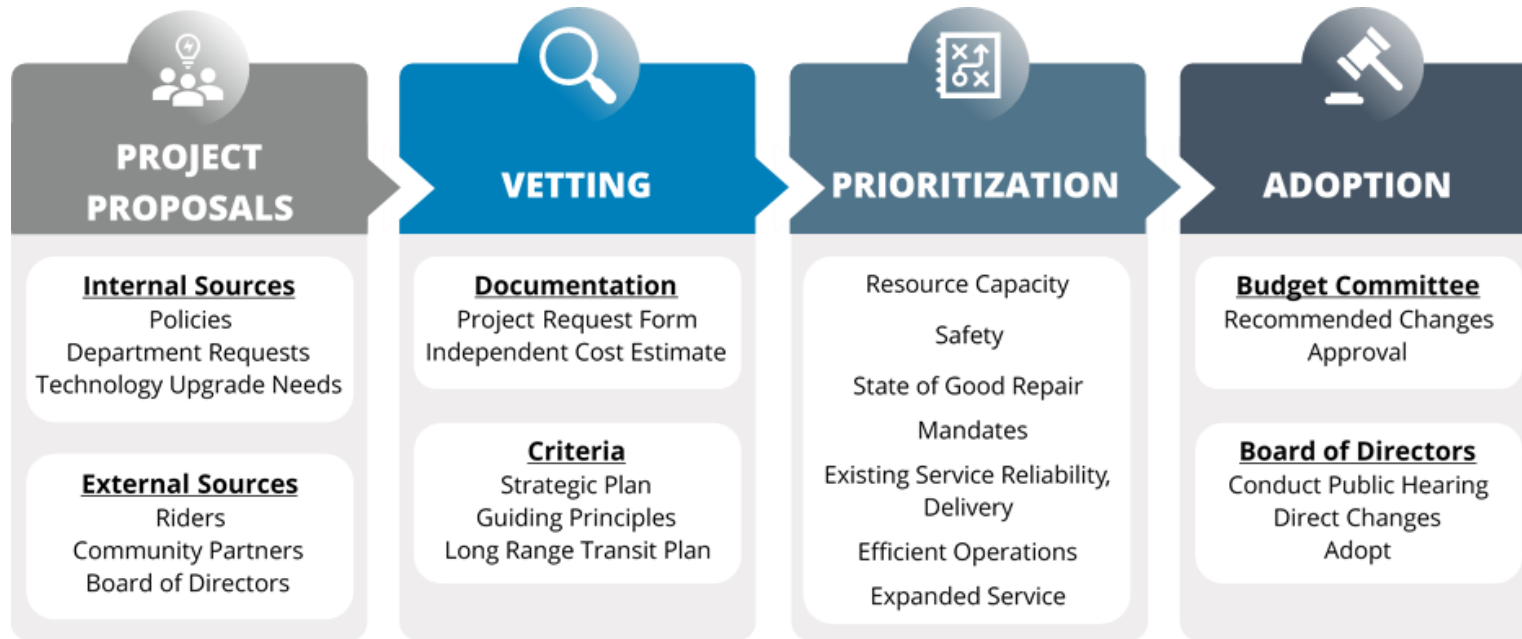 PROJECT
PROPOSALS
Internal Sources
Policies
Department Requests
Technology Upgrade Needs
External Sources
Riders
Community Partners
Board of Directors
VETTING
Documentation
Project Request Form
Independent Cost Estimate
Criteria
Strategic Plan
Guiding Principles
Long Range Transit Plan
PRIORITIZATION
Resource Capacity
Safety
State of Good Repair
Mandates
Existing Service Reliability,
Delivery
Efficient Operations
Expanded Service
ADOPTION
Budget Committee
Recommended Changes
Approval
Board of Directors
Conduct Public Hearing
Direct Changes
Adopt